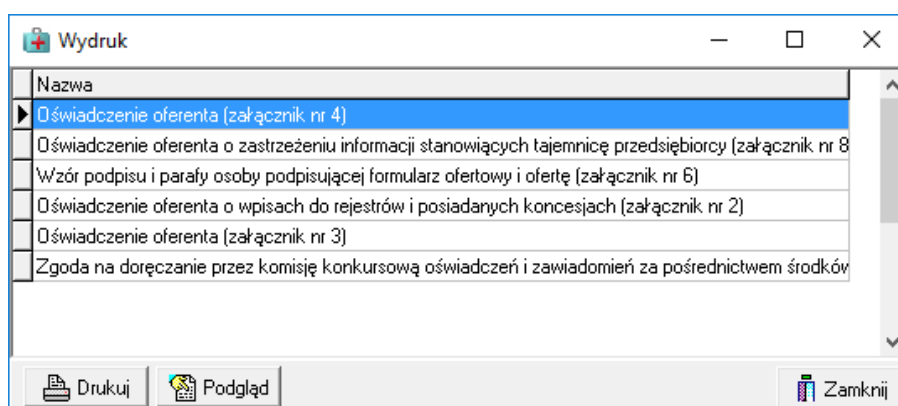 Wydruk
Nazwa
Oświadczenie oferenta (załącznik nr 4)
Oświadczenie oferenta o zastrzeżeniu informacji stanowiących tajemnicę przedsiębiorcy (załącznik nr 8
Wzór podpisu i parafy osoby podpisującej formularz ofertowy i ofertę (załącznik nr 6)
Oświadczenie oferenta o wpisach do rejestrów i posiadanych koncesjach (załącznik nr 2)
Oświadczenie oferenta (załącznik nr 3)
Zgoda na doręczanie przez komisję konkursową oświadczeń i zawiadomień za pośrednictwem środków
Drukuj Podgląd Zamknij